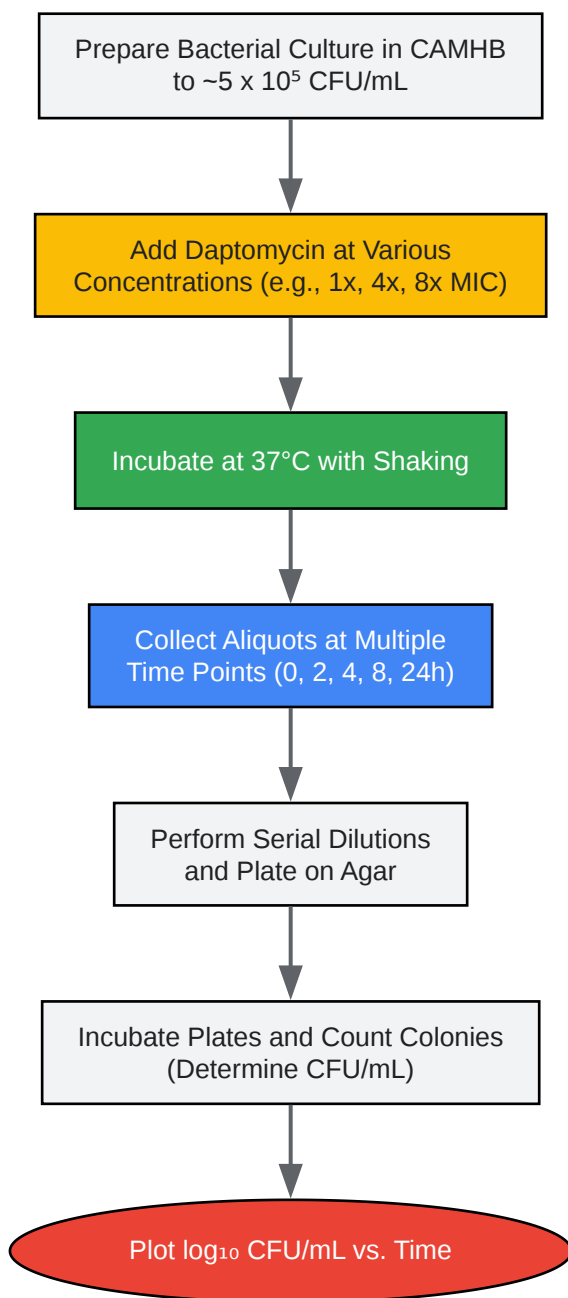 Prepare Bacterial Culture in CAMHB
to ~5 x 10⁵ CFU/mL
Add Daptomycin at Various
Concentrations (e.g., 1x, 4x, 8x MIC)
Incubate at 37°C with Shaking
Collect Aliquots at Multiple
Time Points (0, 2, 4, 8, 24h)
Perform Serial Dilutions
and Plate on Agar
Incubate Plates and Count Colonies
(Determine CFU/mL)
Plot log₁₀ CFU/mL vs. Time